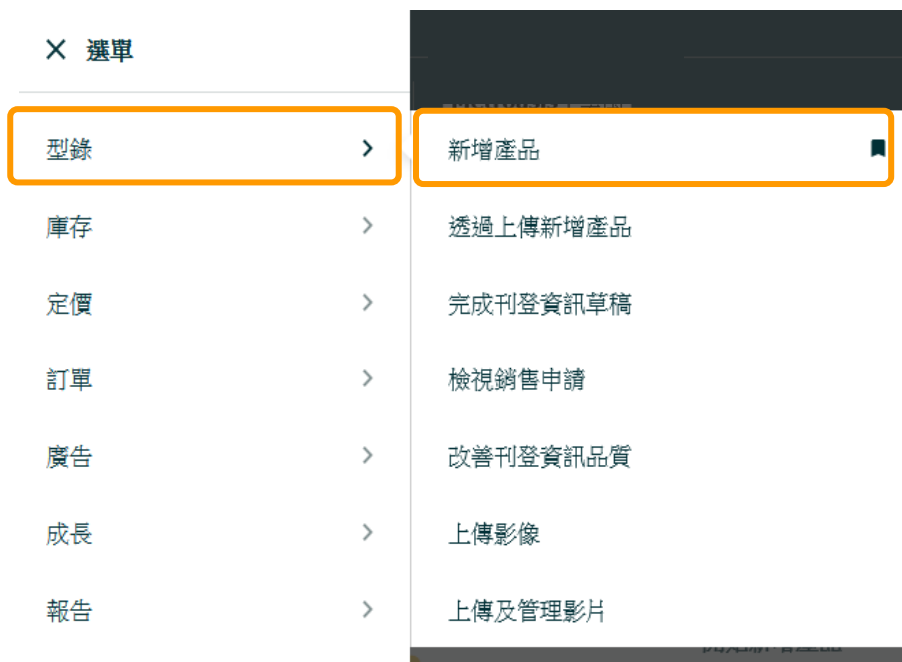 選單
型錄
庫存
定價
訂單
廣告
成長
報告
新增產品
透過上傳新增產品
完成刊登資訊草稿
檢視銷售申請
改善刊登資訊品質
上傳影像
上傳及管理影片